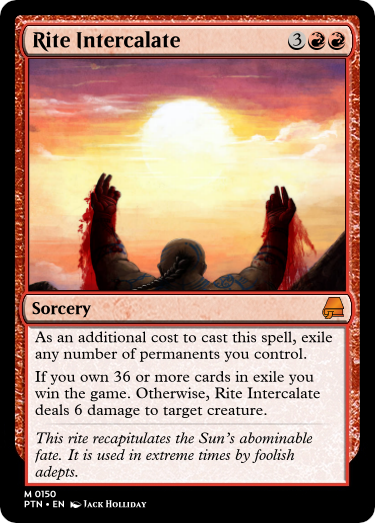 Rite Intercalate 3
Sorcery
As an additional cost to cast this spell, exile
any number of permanents you control.
If you own 36 or more cards in exile you
win the game. Otherwise, Rite Intercalate
deals 6 damage to target creature.
This rite recapitulates the Sun's abominable
fate. It is used in extreme times by foolish
adepts.
M 0150
PTN • EN Jack Holliday